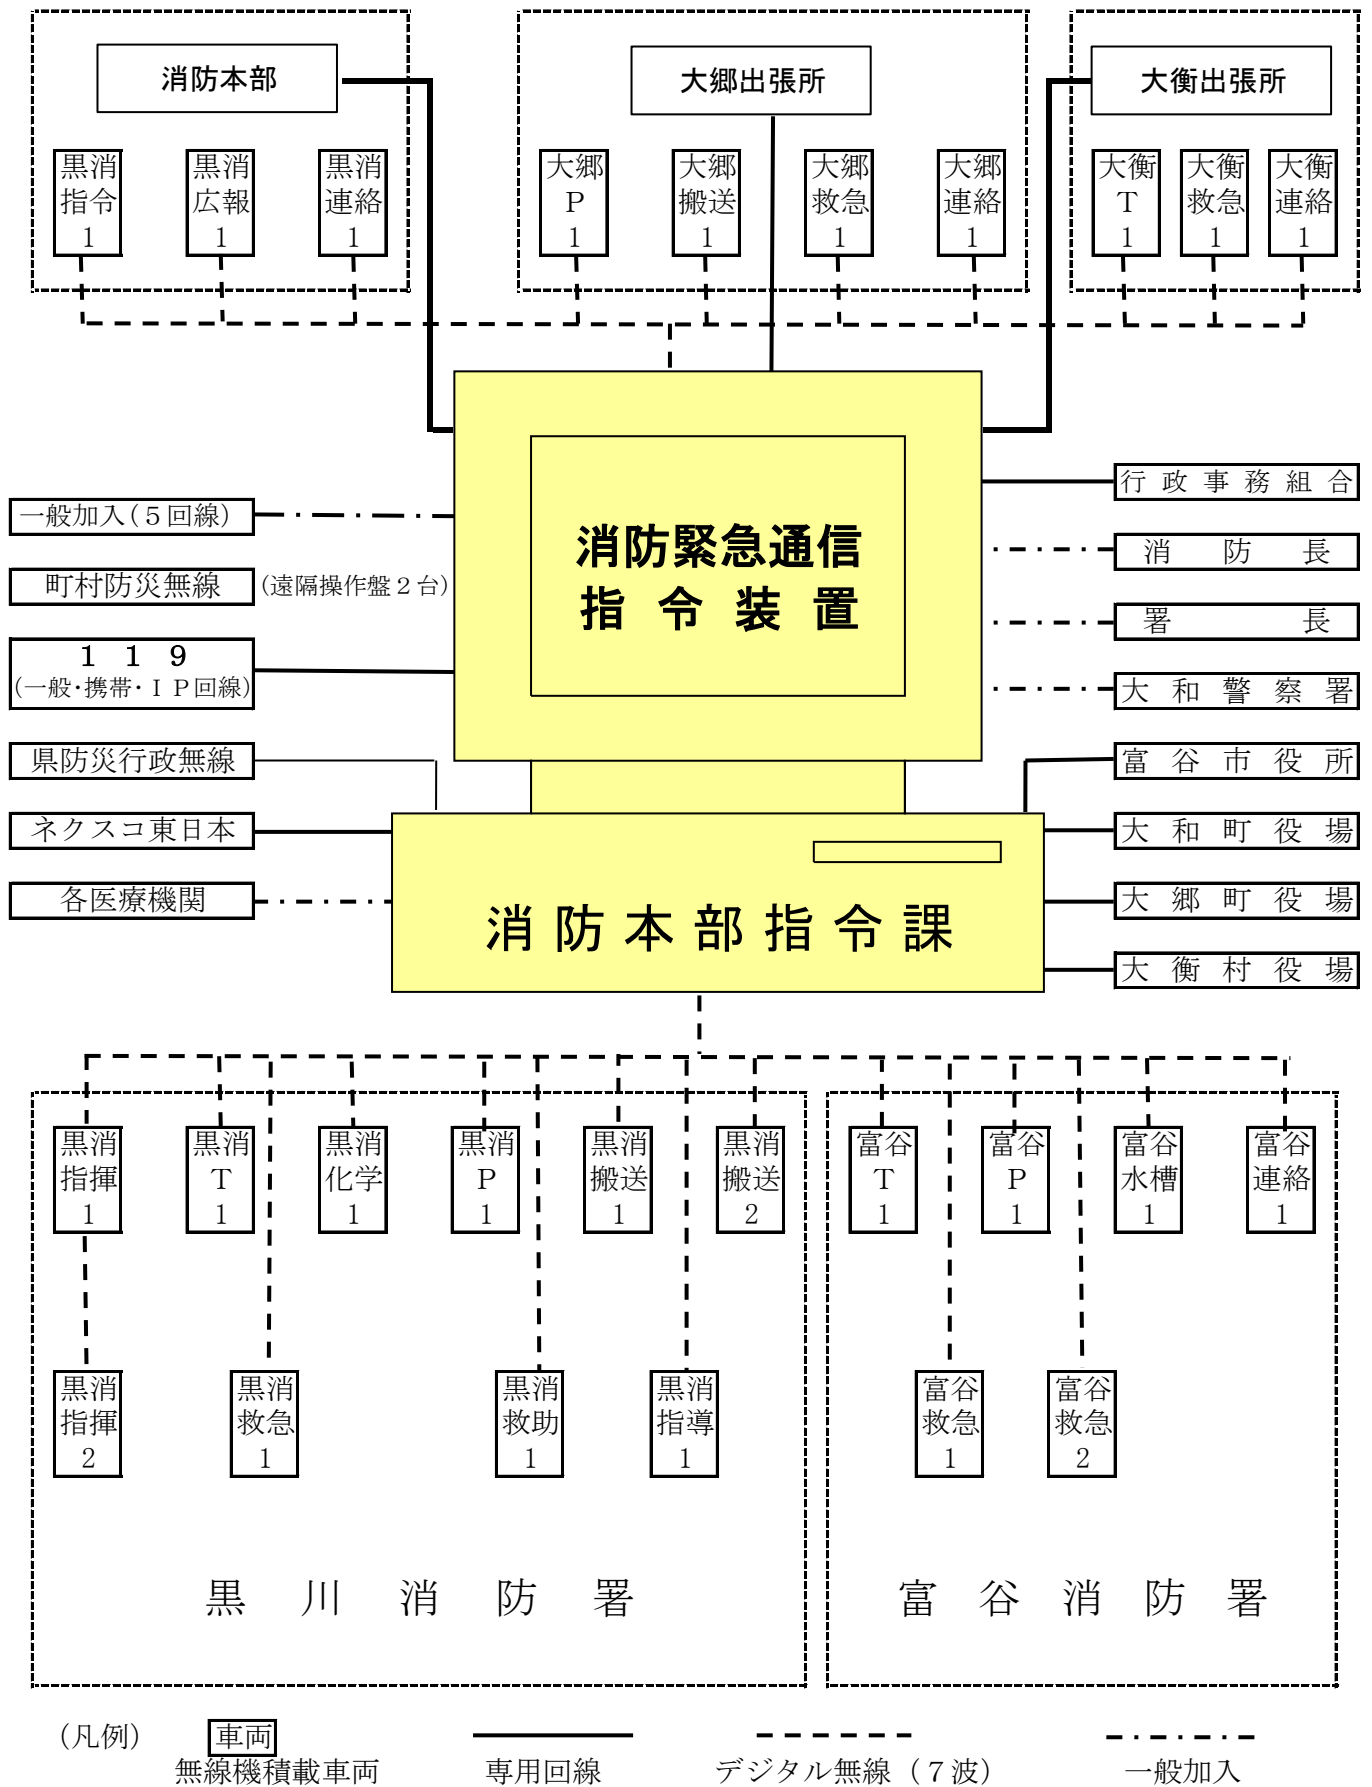 消防本部
大郷出張所
大衡出張所
黒消
指令
1
黒消
広報
1
黒消
連絡
1
大郷
P
1
大郷
搬送
1
大郷
救急
1
大郷
連絡
1
大衡
T
1
大衡
救急
1
大衡
連絡
1
消防緊急通信
指令装置
一般加入(5回線)
町村防災無線
(遠隔操作盤2台)
119
(一般・携帯・IP回線)
県防災行政無線
ネクスコ東日本
各医療機関
行政事務組合
消防長
署長
大和警察署
富谷市役所
大和町役場
大郷町役場
大衡村役場
消防本部指令課
黒消
指揮
1
黒消
T
1
黒消
化学
1
黒消
P
1
黒消
搬送
1
黒消
搬送
2
富谷
T
1
富谷
P
1
富谷
水槽
1
富谷
連絡
1
黒消
指揮
2
黒消
救急
1
黒消
救助
1
黒消
指導
1
富谷
救急
1
富谷
救急
2
黒川消防署
富谷消防署
(凡例)
車両
無線機積載車両
専用回線
デジタル無線(7波)
一般加入